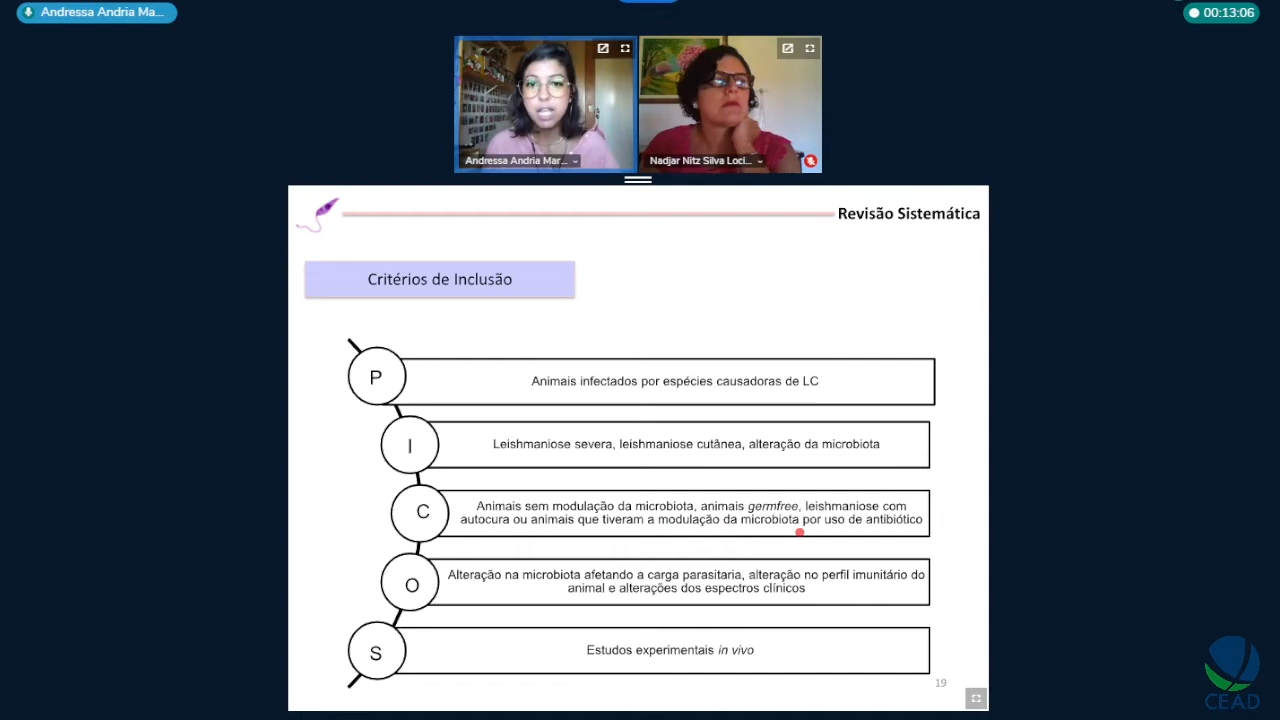 Andressa Andria Ma...
00:13:06
Andressa Andria Mar...
Nadjar Nitz Silva Loci...
Revisão Sistemática
Critérios de Inclusão
P
Animais infectados por espécies causadoras de LC
I
Leishmaniose severa, leishmaniose cutânea, alteração da microbiota
C
Animais sem modulação da microbiota, animais germfree, leishmaniose com
autocura ou animais que tiveram a modulação da microbiota por uso de antibiótico
O
Alteração na microbiota afetando a carga parasitaria, alteração no perfil imunitário do
animal e alterações dos espectros clínicos
S
Estudos experimentais in vivo
19
CEAD